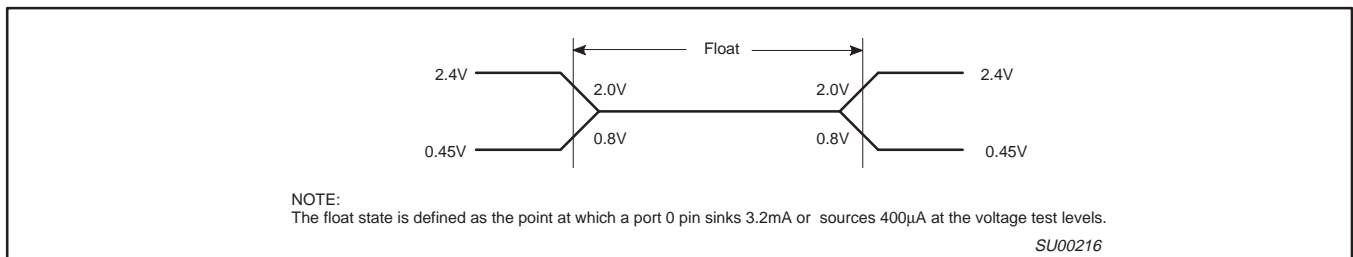 Float
2.4V 2.4V
2.0V 2.0V
0.8V 0.8V
0.45V 0.45V
NOTE:
The float state is defined as the point at which a port 0 pin sinks 3.2mA or sources 400μA at the voltage test levels.
SU00216